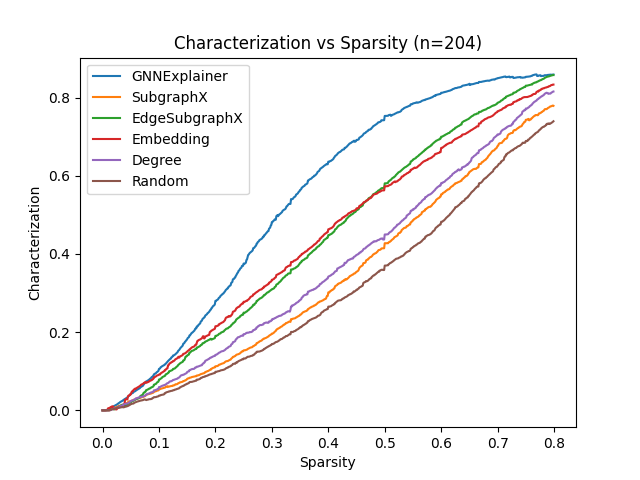 Characterization vs Sparsity (n=204)
GNNExplainer
SubgraphX
EdgeSubgraphX
Embedding
Degree
Random
Characterization
0.8
0.6
0.4
0.2
0.0
0.0 0.1 0.2 0.3 0.4 0.5 0.6 0.7 0.8
Sparsity